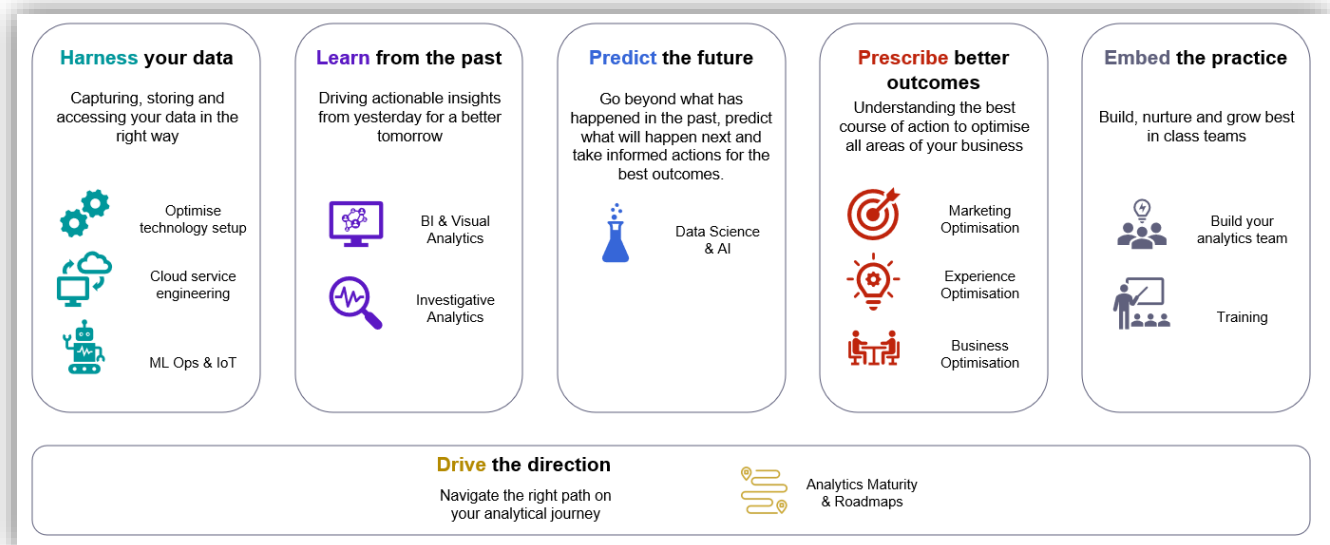 Harness your data
Capturing, storing and
accessing your data in the
right way
Optimise
technology setup
Cloud service
engineering
ML Ops & IoT
Learn from the past
Driving actionable insights
from yesterday for a better
tomorrow
BI & Visual
Analytics
Investigative
Analytics
Predict the future
Go beyond what has
happened in the past, predict
what will happen next and
take informed actions for the
best outcomes.
Data Science
& AI
Prescribe better
outcomes
Understanding the best
course of action to optimise
all areas of your business
Marketing
Optimisation
Experience
Optimisation
Business
Optimisation
Embed the practice
Build, nurture and grow best
in class teams
Build your
analytics team
Training
Drive the direction
Navigate the right path on
your analytical journey
Analytics Maturity
& Roadmaps